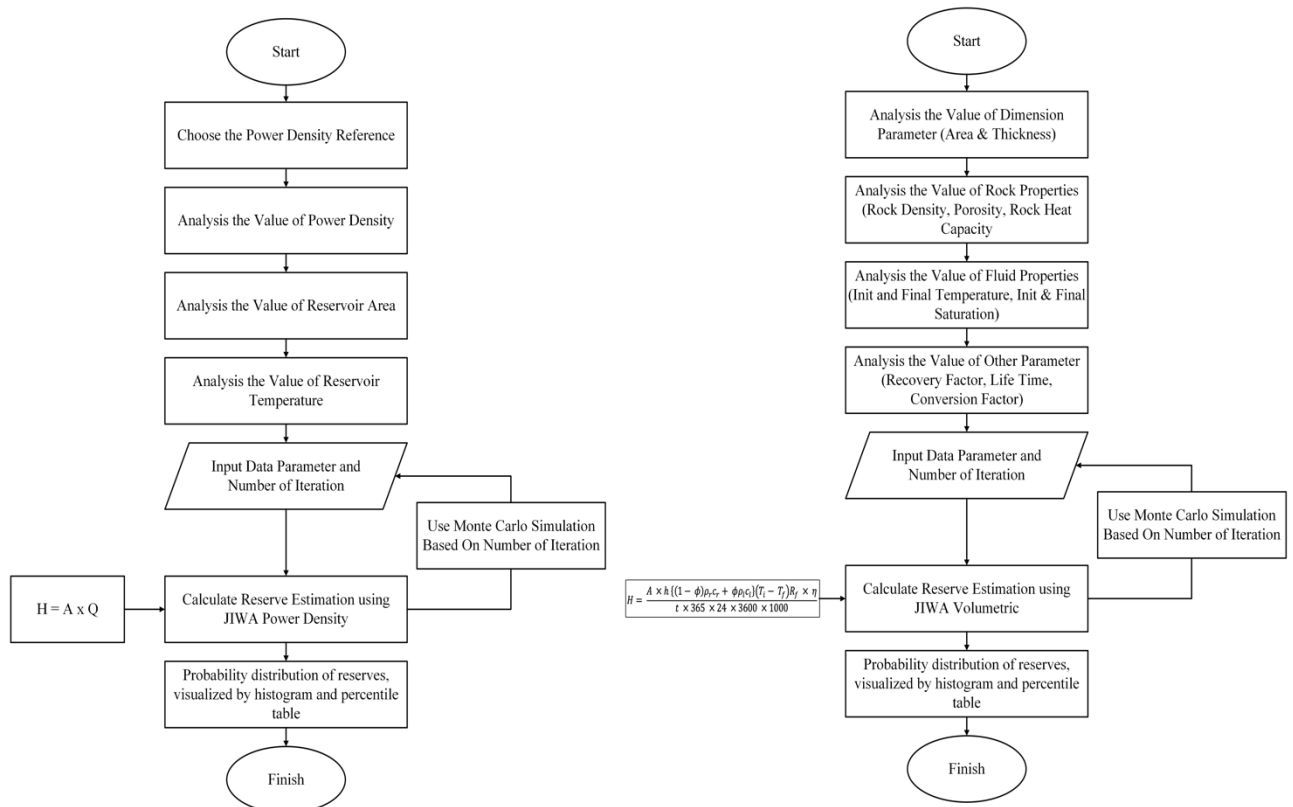 Start
Choose the Power Density Reference
Analysis the Value of Power Density
Analysis the Value of Reservoir Area
Analysis the Value of Reservoir
Temperature
Input Data Parameter and
Number of Iteration
Use Monte Carlo Simulation
Based On Number of Iteration
H = A x Q
Calculate Reserve Estimation using
JIWA Power Density
Probability distribution of reserves,
visualized by histogram and percentile
table
Finish
Start
Analysis the Value of Dimension
Parameter (Area & Thickness)
Analysis the Value of Rock Properties
(Rock Density, Porosity, Rock Heat
Capacity
Analysis the Value of Fluid Properties
(Init and Final Temperature, Init & Final
Saturation)
Analysis the Value of Other Parameter
(Recovery Factor, Life Time,
Conversion Factor)
Input Data Parameter and
Number of Iteration
Use Monte Carlo Simulation
Based On Number of Iteration
H = A × h {(1 − ϕ)ρ_r c_r + ϕρ_i c_i}(T_i − T_f)R_f × η
t × 365 × 24 × 3600 × 1000
Calculate Reserve Estimation using
JIWA Volumetric
Probability distribution of reserves,
visualized by histogram and percentile
table
Finish